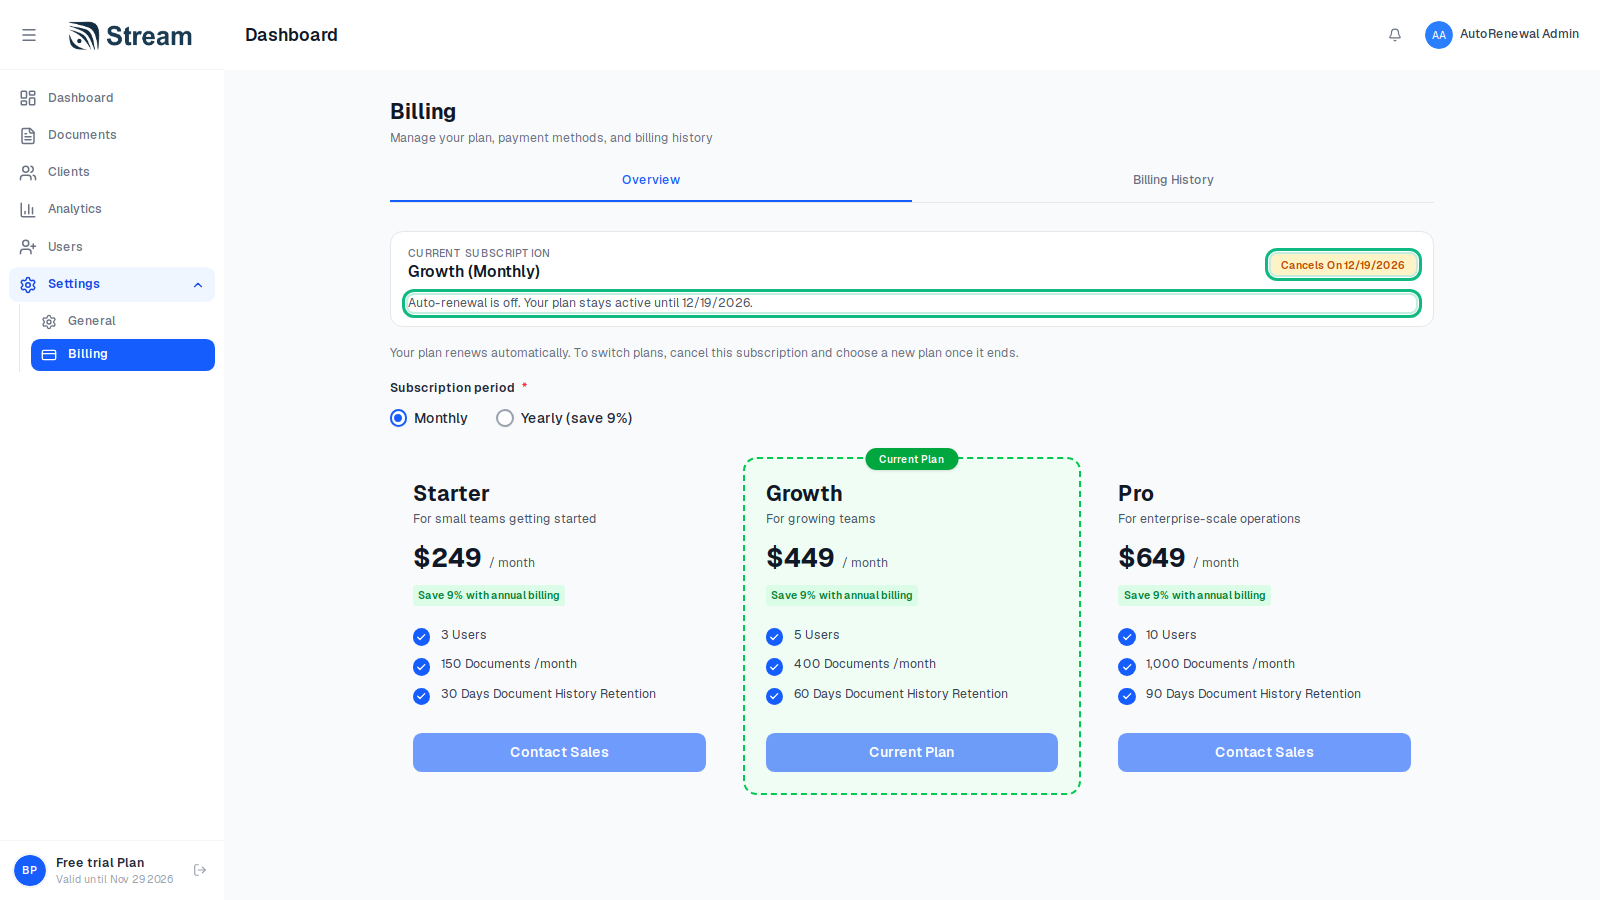 Stream
Dashboard
AA
AutoRenewal Admin
Dashboard
Documents
Clients
Analytics
Users
Settings
General
Billing
Billing
Manage your plan, payment methods, and billing history
Overview
Billing History
CURRENT SUBSCRIPTION
Growth (Monthly)
Cancels On 12/19/2026
Auto-renewal is off. Your plan stays active until 12/19/2026.
Your plan renews automatically. To switch plans, cancel this subscription and choose a new plan once it ends.
Subscription period *
Monthly
Yearly (save 9%)
Starter
For small teams getting started
$249 / month
Save 9% with annual billing
3 Users
150 Documents /month
30 Days Document History Retention
Contact Sales
Current Plan
Growth
For growing teams
$449 / month
Save 9% with annual billing
5 Users
400 Documents /month
60 Days Document History Retention
Current Plan
Pro
For enterprise-scale operations
$649 / month
Save 9% with annual billing
10 Users
1,000 Documents /month
90 Days Document History Retention
Contact Sales
BP
Free trial Plan
Valid until Nov 29 2026